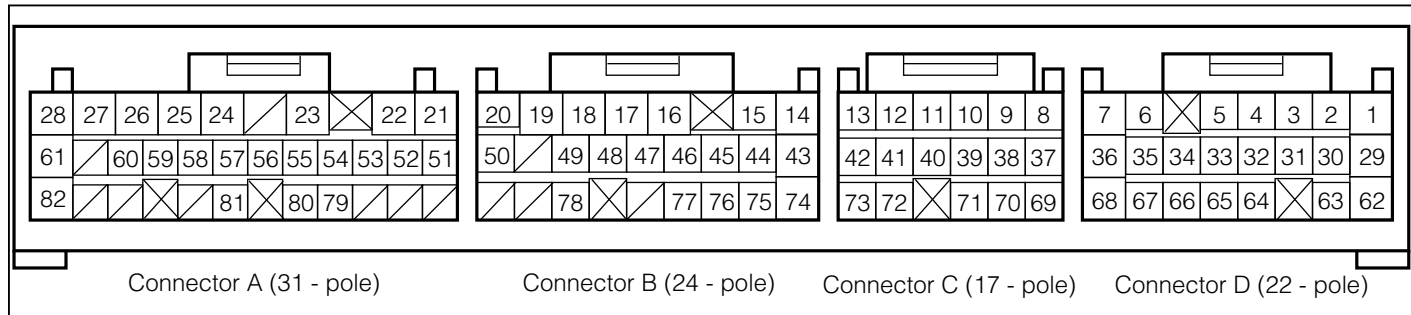 28 27 26 25 24 23 22 21 20 19 18 17 16 15 14 13 12 11 10 9 8 7 6 5 4 3 2 1
61 60 59 58 57 56 55 54 53 52 51 50 49 48 47 46 45 44 43 42 41 40 39 38 37 36 35 34 33 32 31 30 29
82 81 80 79 78 77 76 75 74 73 72 71 70 69 68 67 66 65 64 63 62
Connector A (31 - pole) Connector B (24 - pole) Connector C (17 - pole) Connector D (22 - pole)